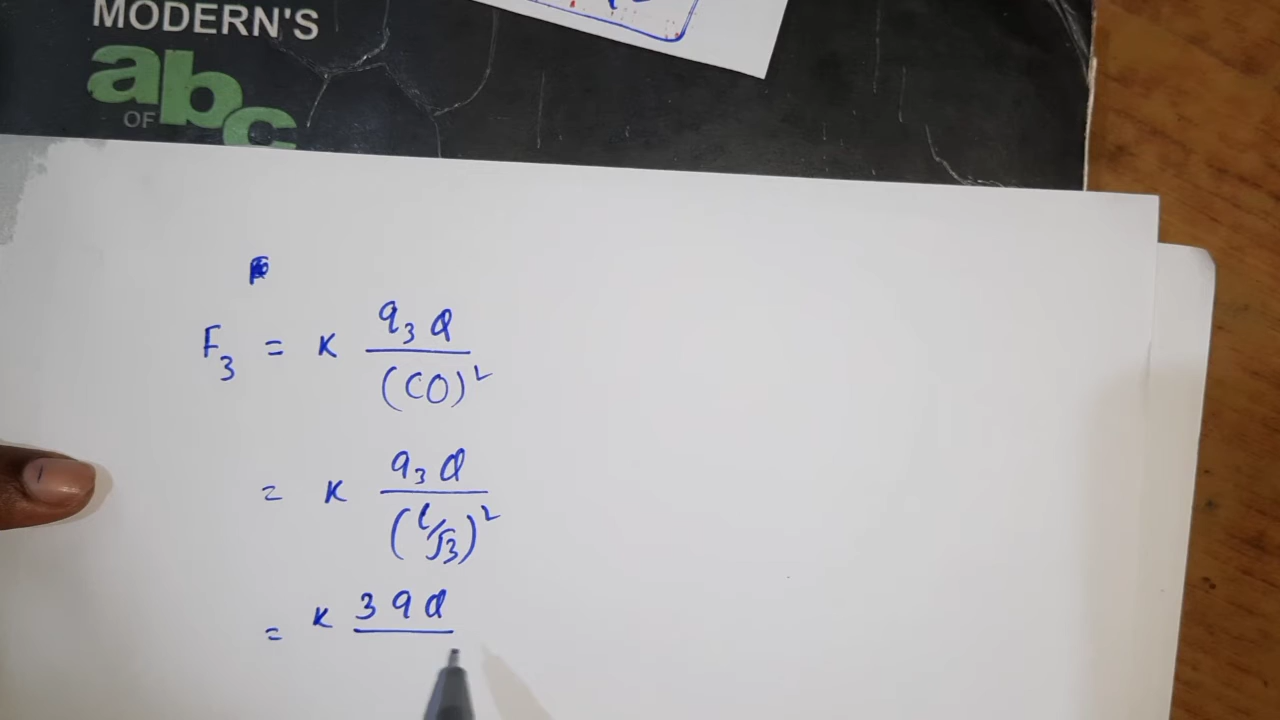 MODERN'S
abc
OF
F₃ = K q₃ Q / (CO)²
= K q₃ Q / (l/√3)²
= K 3 q Q